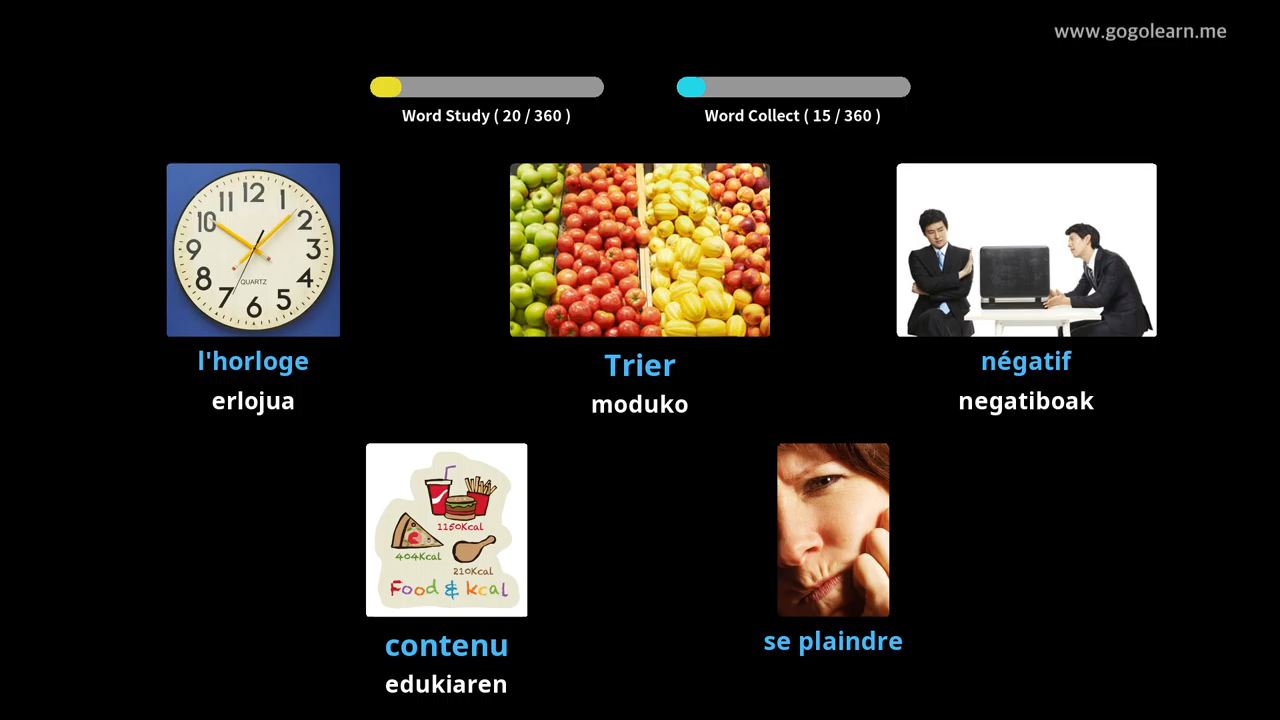 www.gogolearn.me
Word Study ( 20 / 360 )
Word Collect ( 15 / 360 )
12
11
1
10
2
9
3
QUARTZ
8
4
7
5
6
l'horloge
Trier
négatif
erlojua
moduko
negatiboak
1150Kcal
404Kcal
210Kcal
Food & kcal
contenu
se plaindre
edukiaren